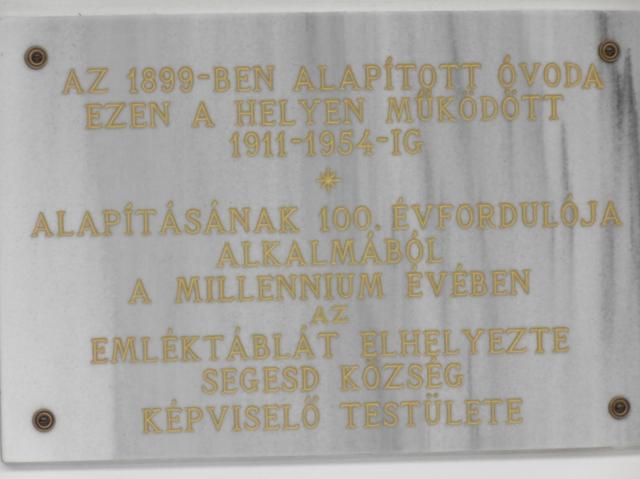 AZ 1899-BEN ALAPÍTOTT ÓVODA
EZEN A HELYEN MŰKÖDÖTT
1911-1954-IG
*
ALAPÍTÁSÁNAK 100. ÉVFORDULÓJA
ALKALMÁBÓL
A MILLENNIUM ÉVÉBEN
AZ
EMLÉKTÁBLÁT ELHELYEZTE
SEGESD KÖZSÉG
KÉPVISELŐ TESTÜLETE